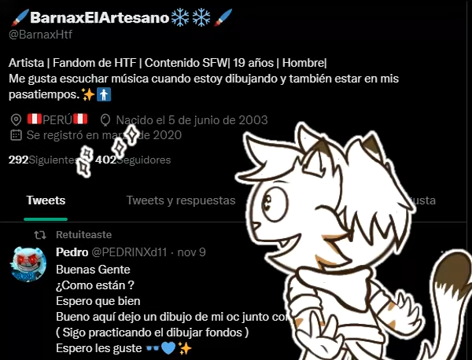 🖌️BarnaxElArtesano❄️❄️🖌️
@BarnaxHtf
Artista | Fandom de HTF | Contenido SFW| 19 años | Hombre|
Me gusta escuchar música cuando estoy dibujando y también estar en mis
pasatiempos.✨⬆️
🇵🇪PERÚ🇵🇪 Nacido el 5 de junio de 2003
Se registró en de 2020
292 402
Tweets Tweets y respuestas
Retuiteaste
Pedro @PEDRINXd11 · nov 9
Buenas Gente
¿Como están ?
Espero que bien
Bueno aquí dejo un dibujo de mi oc junto
( Sigo practicando el dibujar fondos )
Espero les guste 👓💙✨